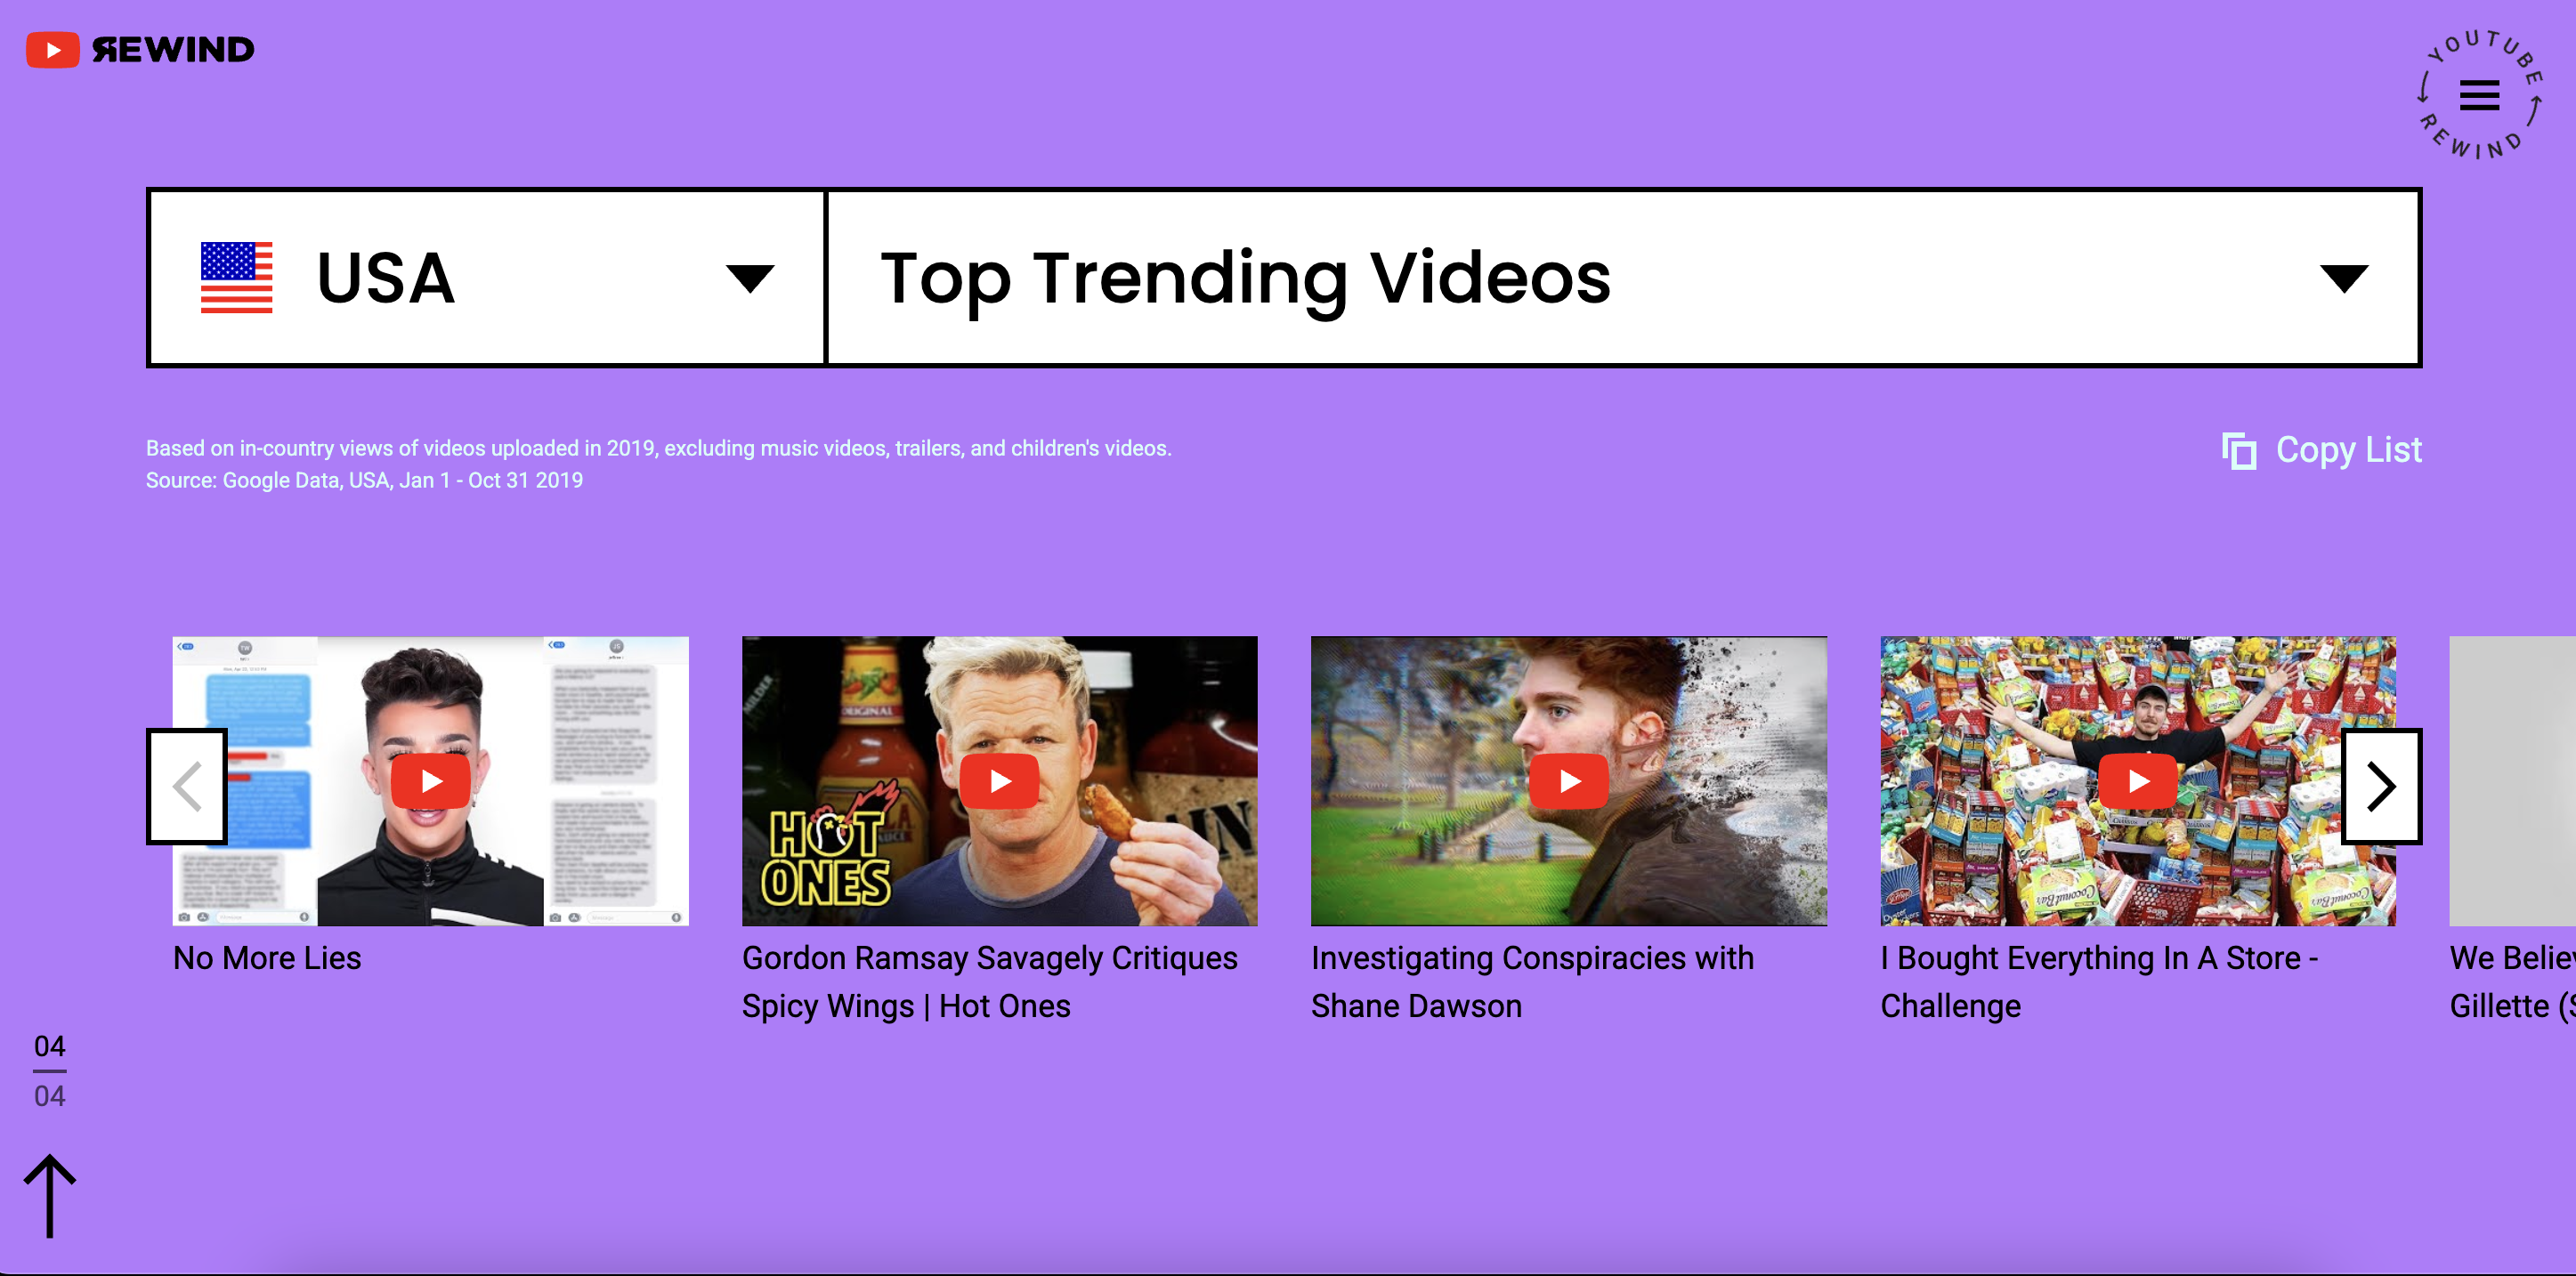 REWIND
YOUTUBE
REWIND
USA
Top Trending Videos
Based on in-country views of videos uploaded in 2019, excluding music videos, trailers, and children's videos.
Source: Google Data, USA, Jan 1 - Oct 31 2019
Copy List
TW
JS
ORIGINAL
HOT
ONES
No More Lies
Gordon Ramsay Savagely Critiques
Spicy Wings | Hot Ones
Investigating Conspiracies with
Shane Dawson
I Bought Everything In A Store -
Challenge
We
Gillette
04
04